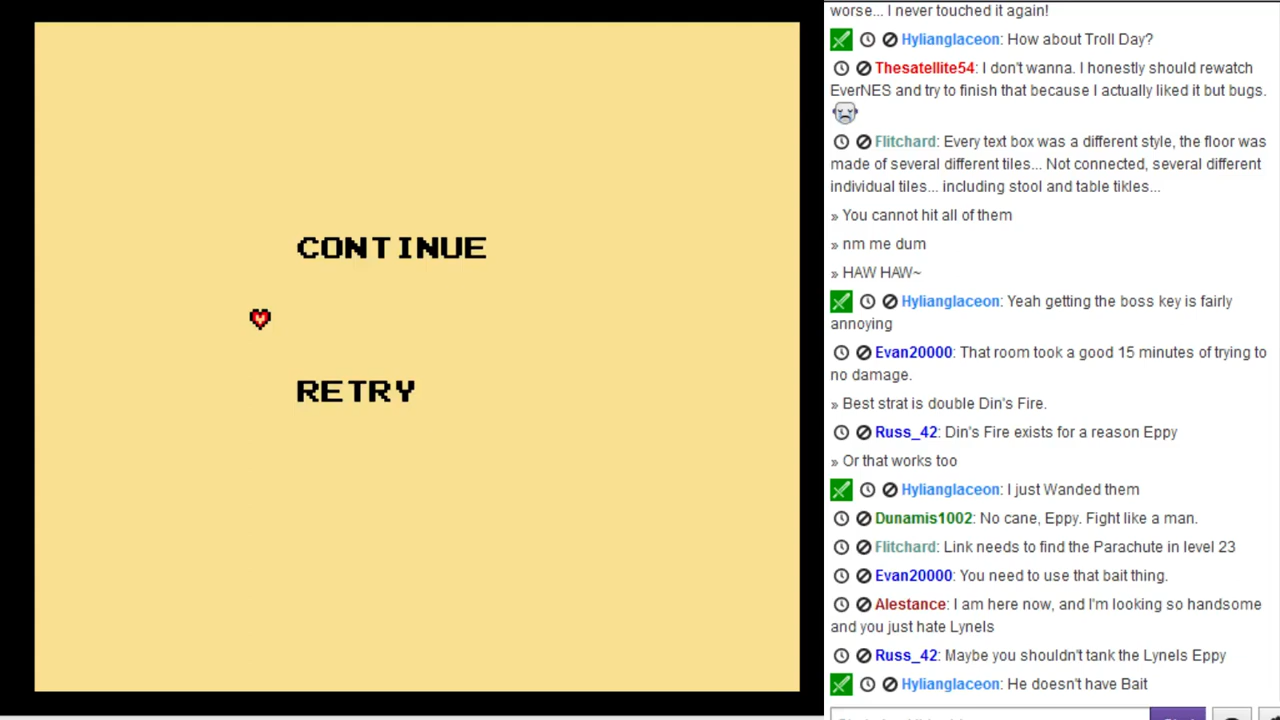 CONTINUE
RETRY
worse... I never touched it again!
Hylianglaceon: How about Troll Day?
Thesatellite54: I don't wanna. I honestly should rewatch
EverNES and try to finish that because I actually liked it but bugs.
Flitchard: Every text box was a different style, the floor was
made of several different tiles... Not connected, several different
individual tiles... including stool and table tikles...
» You cannot hit all of them
» nm me dum
» HAW HAW~
Hylianglaceon: Yeah getting the boss key is fairly
annoying
Evan20000: That room took a good 15 minutes of trying to
no damage.
» Best strat is double Din's Fire.
Russ_42: Din's Fire exists for a reason Eppy
» Or that works too
Hylianglaceon: I just Wanded them
Dunamis1002: No cane, Eppy. Fight like a man.
Flitchard: Link needs to find the Parachute in level 23
Evan20000: You need to use that bait thing.
Alestance: I am here now, and I'm looking so handsome
and you just hate Lynels
Russ_42: Maybe you shouldn't tank the Lynels Eppy
Hylianglaceon: He doesn't have Bait